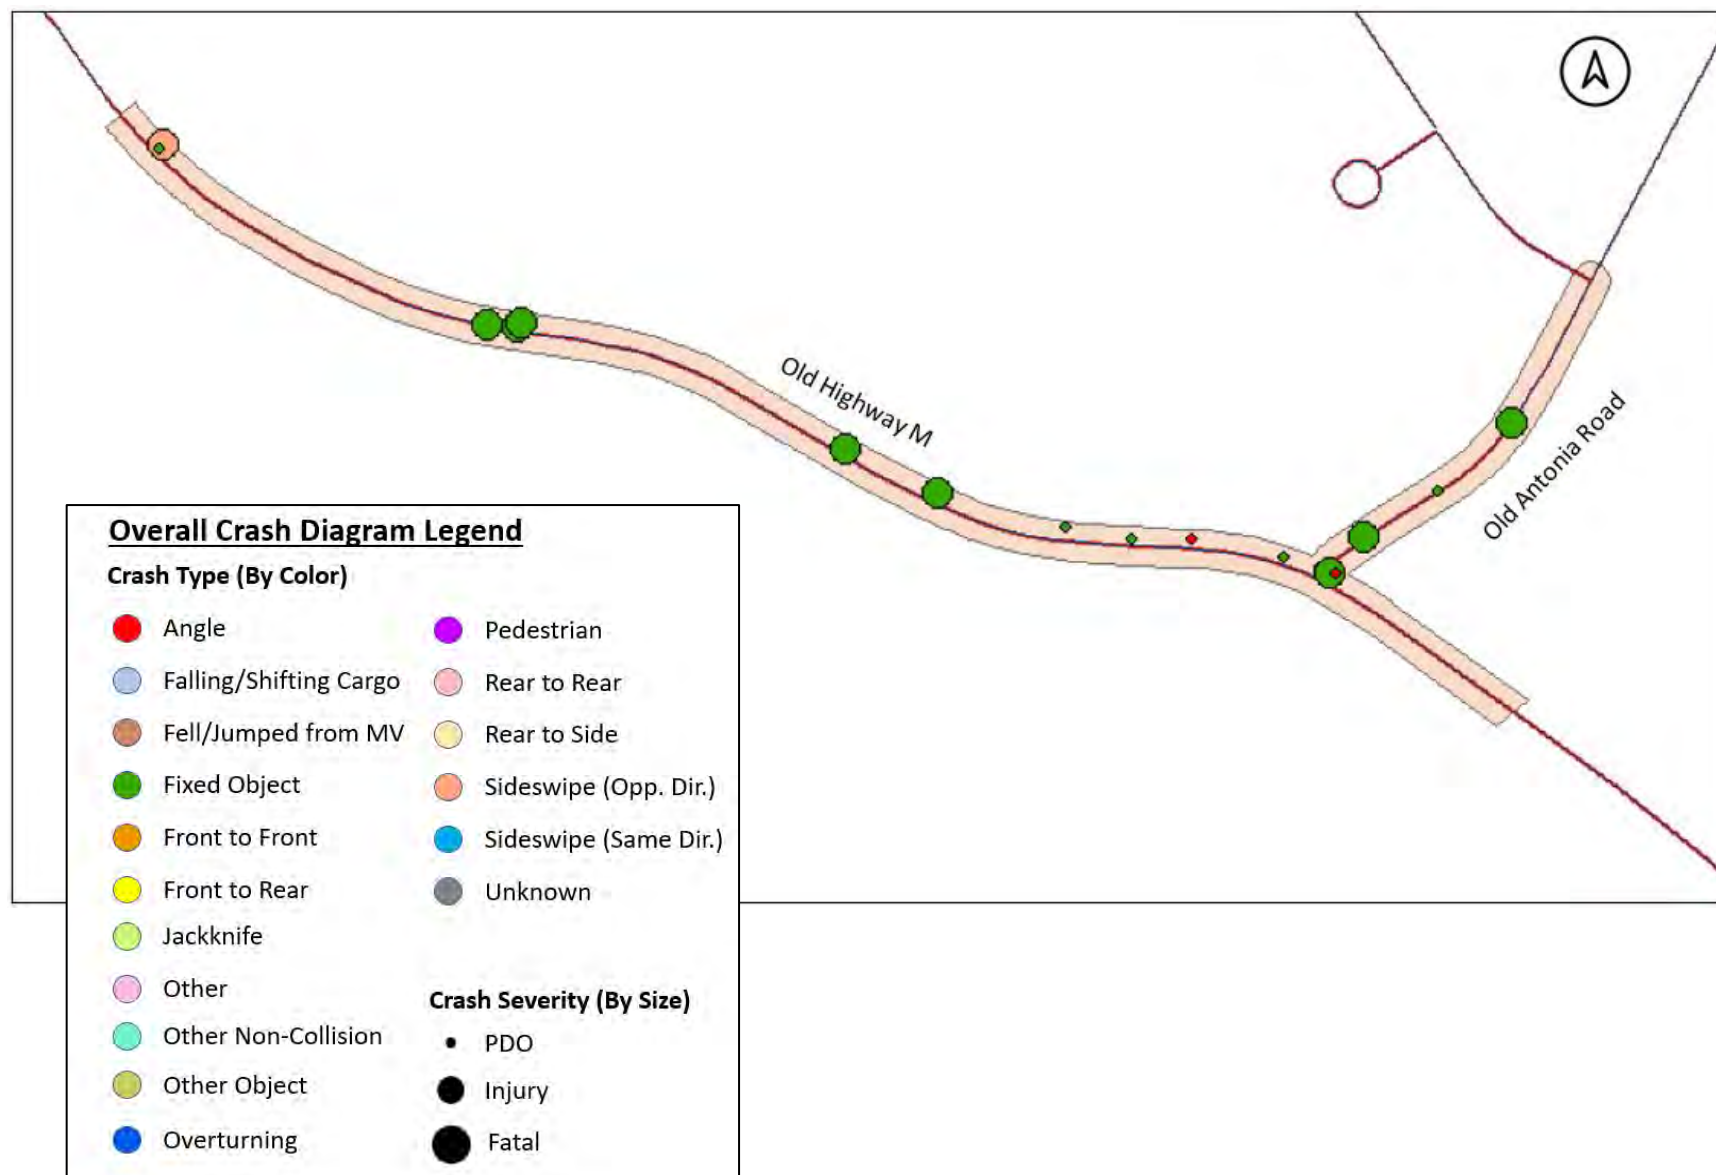 Old Highway M
Old Antonia Road
Overall Crash Diagram Legend
Crash Type (By Color)
Angle
Falling/Shifting Cargo
Fell/Jumped from MV
Fixed Object
Front to Front
Front to Rear
Jackknife
Other
Other Non-Collision
Other Object
Overturning
Pedestrian
Rear to Rear
Rear to Side
Sideswipe (Opp. Dir.)
Sideswipe (Same Dir.)
Unknown
Crash Severity (By Size)
PDO
Injury
Fatal